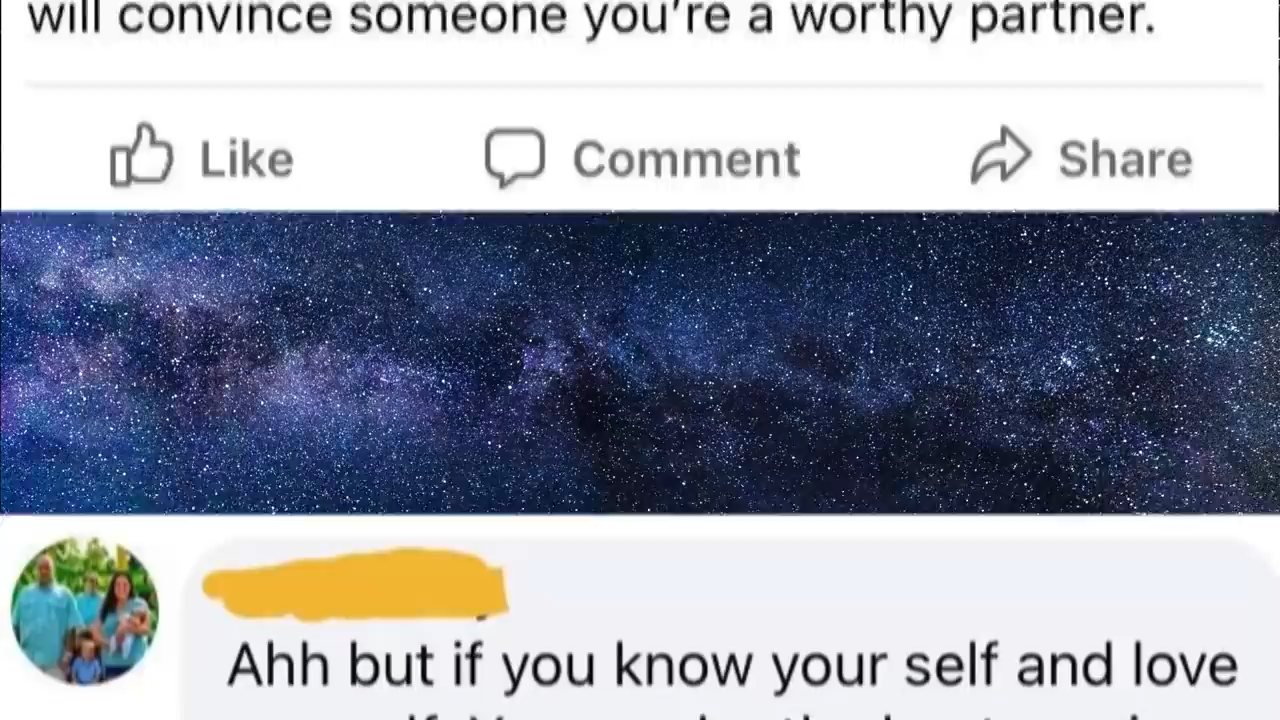 will convince someone you're a worthy partner.
Like Comment Share
Ahh but if you know your self and love